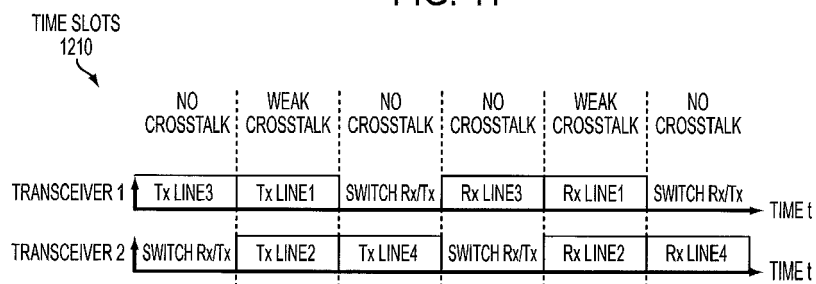 FIG. 11
TIME SLOTS
1210
NO CROSSTALK
WEAK CROSSTALK
NO CROSSTALK
NO CROSSTALK
WEAK CROSSTALK
NO CROSSTALK
TRANSCEIVER 1
Tx LINE3
Tx LINE1
SWITCH Rx/Tx
Rx LINE3
Rx LINE1
SWITCH Rx/Tx
TIME t
TRANSCEIVER 2
SWITCH Rx/Tx
Tx LINE2
Tx LINE4
SWITCH Rx/Tx
Rx LINE2
Rx LINE4
TIME t